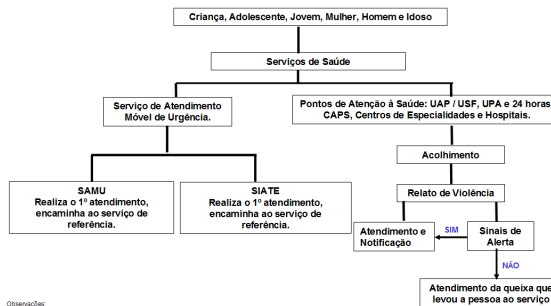 Criança, Adolescente, Jovem, Mulher, Homem e Idoso
Serviços de Saúde
Serviço de Atendimento
Móvel de Urgência.
Pontos de Atenção à Saúde: UAP / USF, UPA e 24 horas
CAPS, Centros de Especialidades e Hospitais.
Acolhimento
SAMU
Realiza o 1º atendimento,
encaminha ao serviço de
referência.
SIATE
Realiza o 1º atendimento,
encaminha ao serviço de
referência.
Relato de Violência
Atendimento e
Notificação
SIM
Sinais de
Alerta
NÃO
Atendimento da queixa que
levou a pessoa ao serviço
Observações: